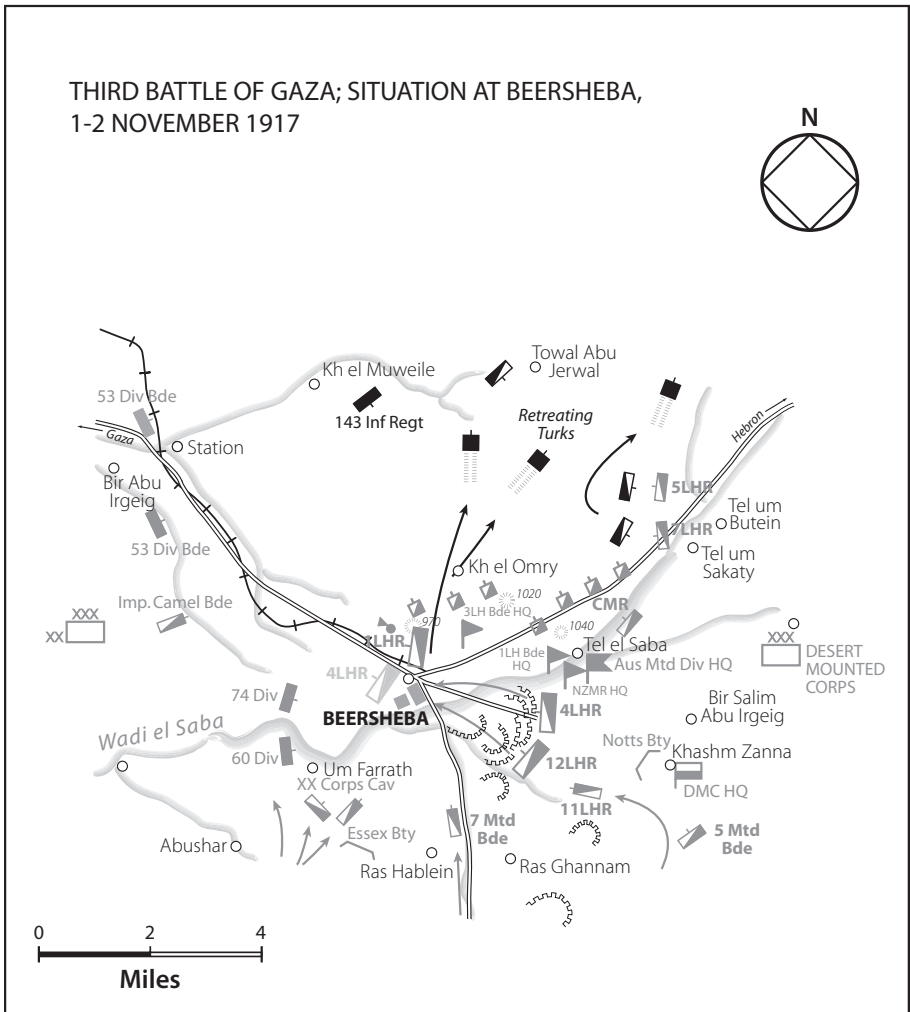 THIRD BATTLE OF GAZA; SITUATION AT BEERSHEBA,
1-2 NOVEMBER 1917
N
Towal Abu
Jerwal
Kh el Muweile
53 Div Bde
143 Inf Regt
Retreating
Turks
Gaza
Hebron
Station
Bir Abu
Irgeig
5LHR
7LHR
Tel um
Butein
53 Div Bde
Tel um
Sakaty
Kh el Omry
Imp. Camel Bde
1020
970
3LH Bde HQ
CMR
XXX
XX
1040
Tel el Saba
XXX
LHR
1LH Bde
HQ
Aus Mtd Div HQ
DESERT
MOUNTED
CORPS
4LHR
NZMR HQ
74 Div
BEERSHEBA
4LHR
Bir Salim
Abu Irgeig
Wadi el Saba
60 Div
Notts Bty
Khashm Zanna
12LHR
Um Farrath
XX Corps Cav
DMC HQ
11LHR
7 Mtd
Bde
5 Mtd
Bde
Essex Bty
Abushar
Ras Hablein
Ras Ghannam
0 2 4
Miles